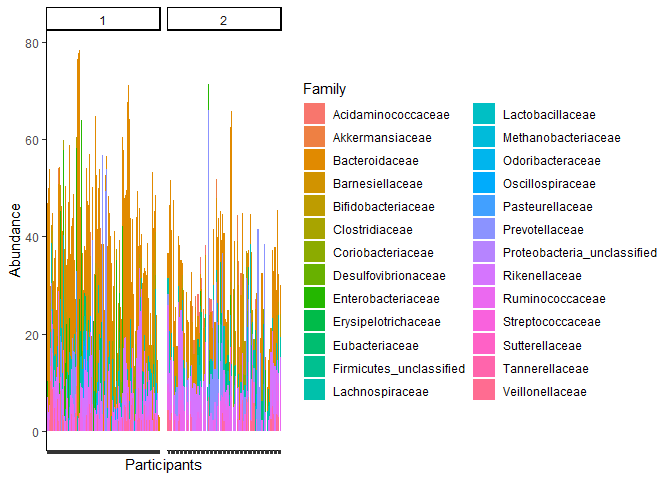 1
2
80
60
40
20
0
Abundance
Participants
Family
Acidaminococcaceae
Akkermansiaceae
Bacteroidaceae
Barnesiellaceae
Bifidobacteriaceae
Clostridiaceae
Coriobacteriaceae
Desulfovibrionaceae
Enterobacteriaceae
Erysipelotrichaceae
Eubacteriaceae
Firmicutes_unclassified
Lachnospiraceae
Lactobacillaceae
Methanobacteriaceae
Odoribacteraceae
Oscillospiraceae
Pasteurellaceae
Prevotellaceae
Proteobacteria_unclassified
Rikenellaceae
Ruminococcaceae
Streptococcaceae
Sutterellaceae
Tannerellaceae
Veillonellaceae